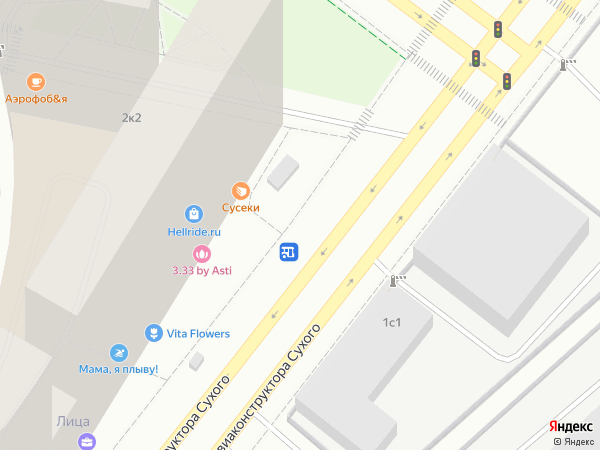 Аэрофоб&я
2к2
Сусеки
Hellride.ru
3.33 by Asti
Vita Flowers
Мама, я плыву!
Лица
1с1
уктора Сухого
виаконструктора Сухого
Яндекс
© Яндекс